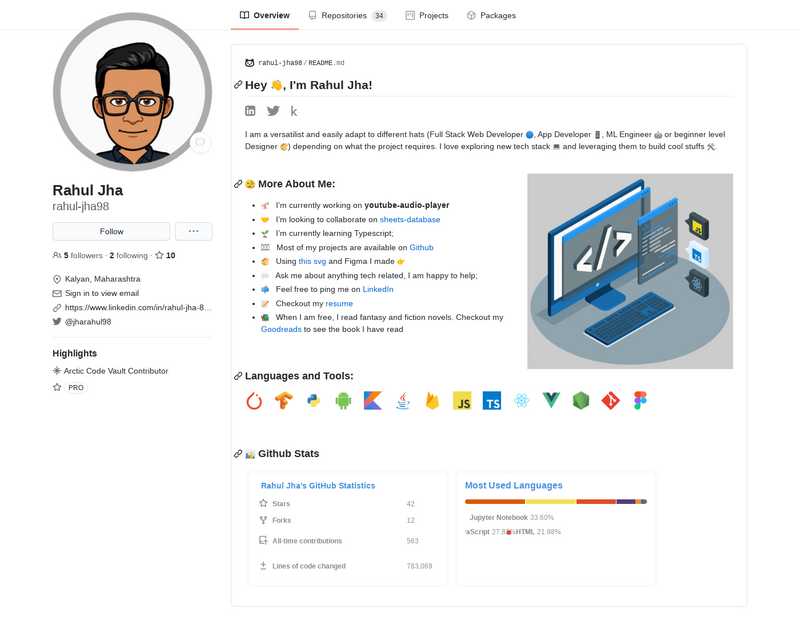 Overview
Repositories 34
Projects
Packages
Rahul Jha
rahul-jha98
Follow
...
5 followers · 2 following · 10
Kalyan, Maharashtra
Sign in to view email
https://www.linkedin.com/in/rahul-jha-8...
@jharahul98
Highlights
Arctic Code Vault Contributor
PRO
rahul-jha98 / README.md
Hey 👋, I'm Rahul Jha!
in k
I am a versatilist and easily adapt to different hats (Full Stack Web Developer 🌐, App Developer 📱, ML Engineer 🤖 or beginner level
Designer 🎨) depending on what the project requires. I love exploring new tech stack 💻 and leveraging them to build cool stuffs 🛠.
More About Me:
I'm currently working on youtube-audio-player
I'm looking to collaborate on sheets-database
I'm currently learning Typescript;
Most of my projects are available on Github
Using this svg and Figma I made 👉
Ask me about anything tech related, I am happy to help;
Feel free to ping me on LinkedIn
Checkout my resume
When I am free, I read fantasy and fiction novels. Checkout my
Goodreads to see the book I have read
</>
JS
TS
Languages and Tools:
JS TS
Github Stats
Rahul Jha's GitHub Statistics
Stars 42
Forks 12
All-time contributions 563
Lines of code changed 783,069
Most Used Languages
Jupyter Notebook 33.60%
aScript HTML 21.98%